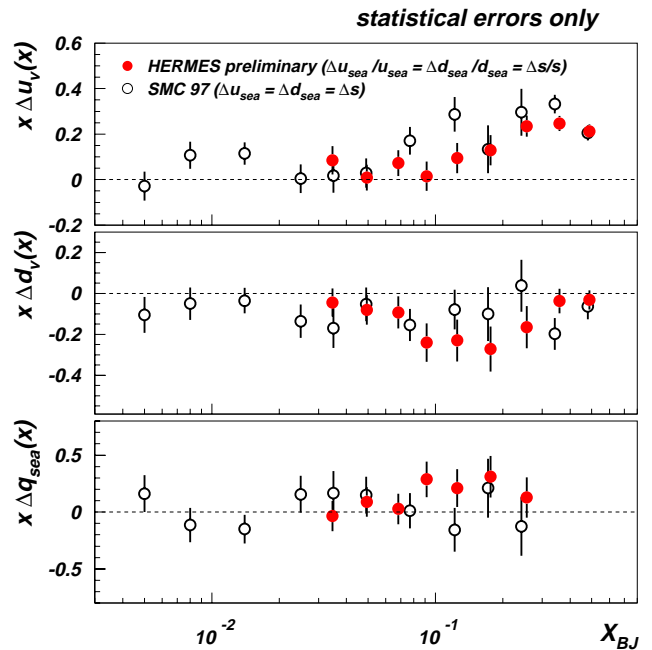 statistical errors only
x Δu_v(x)
0.6
0.4
0.2
0
-0.2
HERMES preliminary (Δu_sea /u_sea = Δd_sea /d_sea = Δs/s)
SMC 97 (Δu_sea = Δd_sea = Δs)
x Δd_v(x)
0.2
0
-0.2
-0.4
x Δq_sea(x)
0.5
0
-0.5
10^-2
10^-1
X_BJ